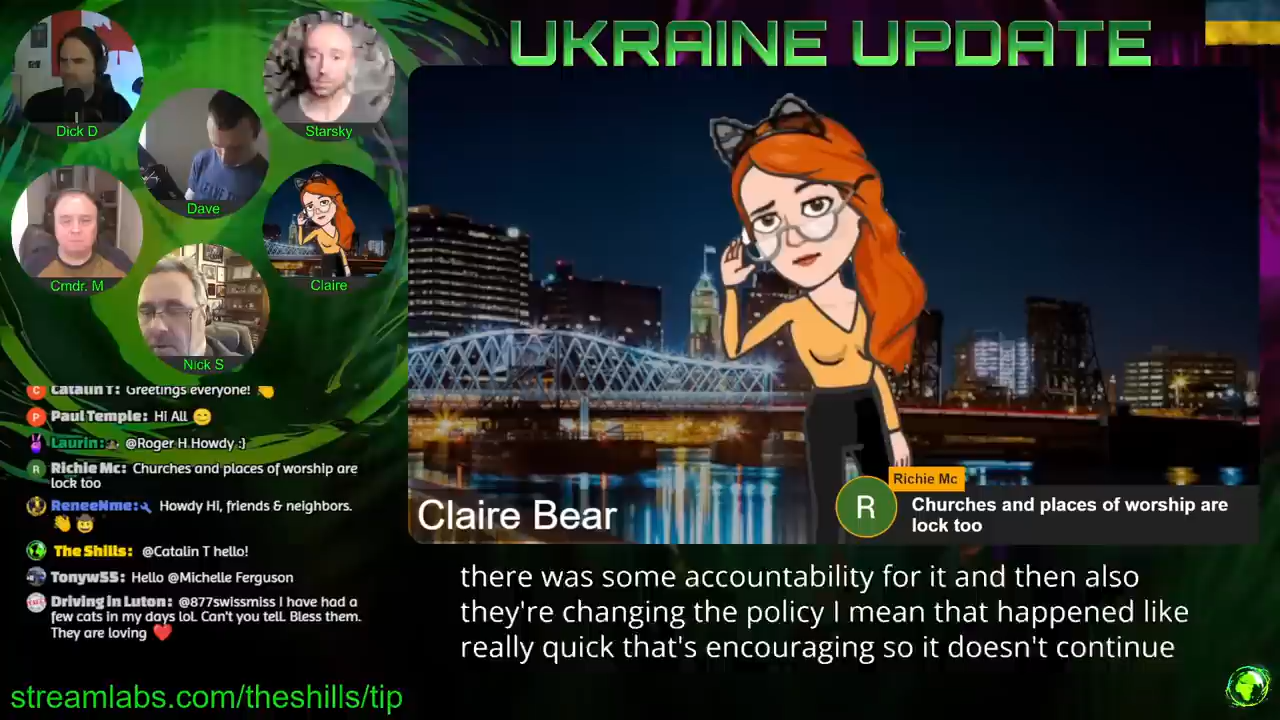 UKRAINE UPDATE
Dick D
Starsky
Dave
Cmdr. M
Claire
Nick S
Catalin T: Greetings everyone!
Paul Temple: HI All
Laurin: @Roger H Howdy :)
Richie Mc: Churches and places of worship are
lock too
ReneeNme: Howdy HI, friends & neighbors.
The Shills: @Catalin T hello!
Tonyw55: Hello @Michelle Ferguson
Driving in Luton: @877swissmiss I have had a
few cats in my days lol. Can't you tell. Bless them.
They are loving
streamlabs.com/theshills/tip
Claire Bear
Richie Mc
R
Churches and places of worship are
lock too
there was some accountability for it and then also
they're changing the policy I mean that happened like
really quick that's encouraging so it doesn't continue